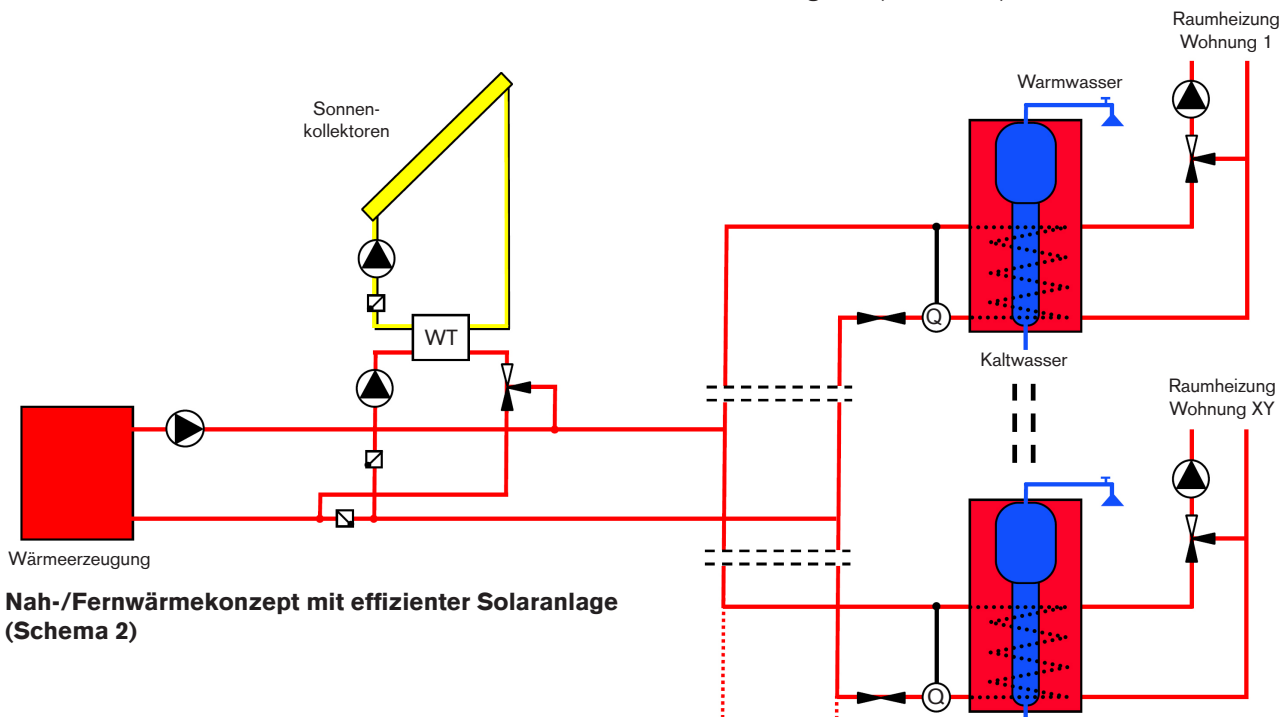 Raumheizung
Wohnung 1
Warmwasser
Sonnen-
kollektoren
WT
Q
Kaltwasser
Raumheizung
Wohnung XY
Wärmeerzeugung
Nah-/Fernwärmekonzept mit effizienter Solaranlage
(Schema 2)
Q